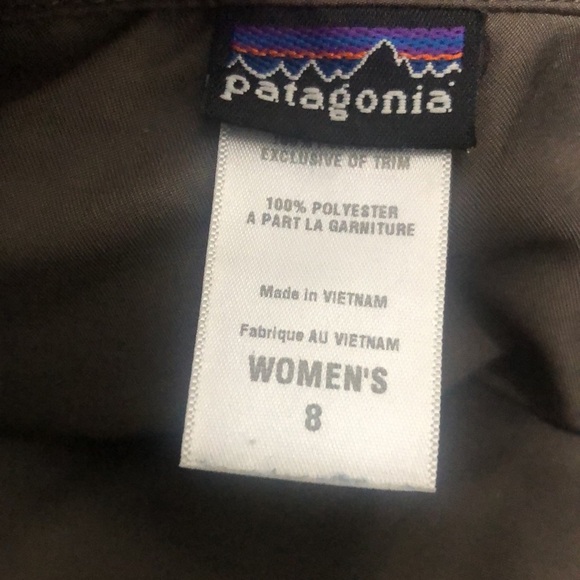 patagonia
EXCLUSIVE OF TRIM
100% POLYESTER
A PART LA GARNITURE
Made in VIETNAM
Fabrique AU VIETNAM
WOMEN'S
8